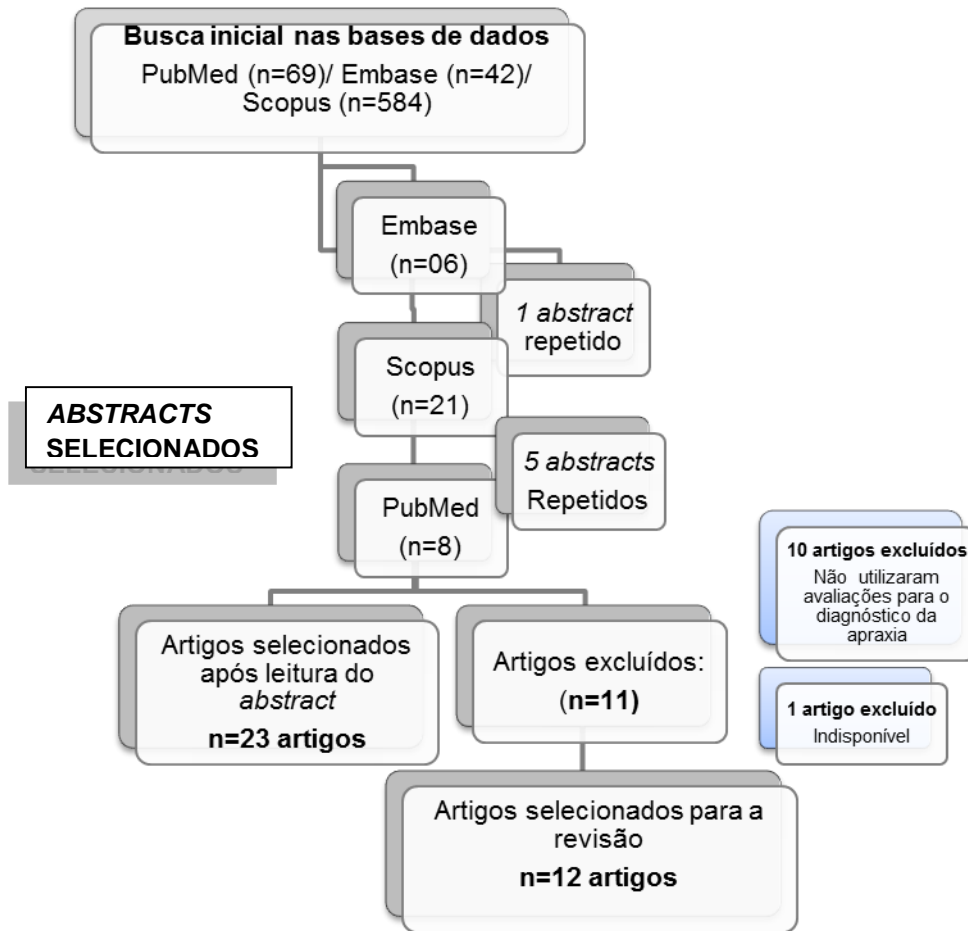 Busca inicial nas bases de dados
PubMed (n=69)/ Embase (n=42)/
Scopus (n=584)
Embase
(n=06)
1 abstract
repetido
Scopus
(n=21)
ABSTRACTS
SELECIONADOS
5 abstracts
Repetidos
PubMed
(n=8)
10 artigos excluídos
Não utilizaram
avaliações para o
diagnóstico da
apraxia
Artigos selecionados
após leitura do
abstract
n=23 artigos
Artigos excluídos:
(n=11)
1 artigo excluído
Indisponível
Artigos selecionados para a
revisão
n=12 artigos